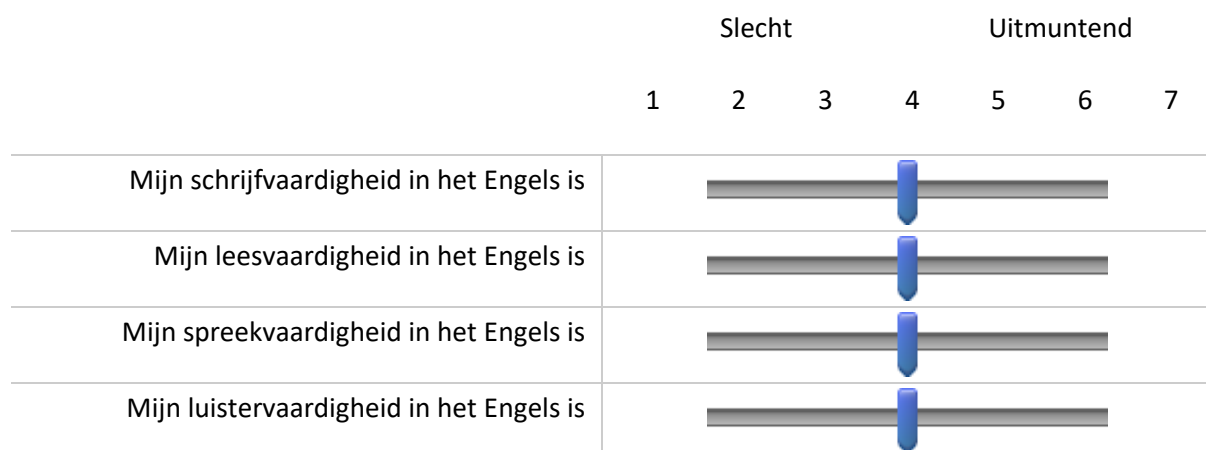 Slecht Uitmuntend
1 2 3 4 5 6 7
Mijn schrijfvaardigheid in het Engels is
Mijn leesvaardigheid in het Engels is
Mijn spreekvaardigheid in het Engels is
Mijn luistervaardigheid in het Engels is